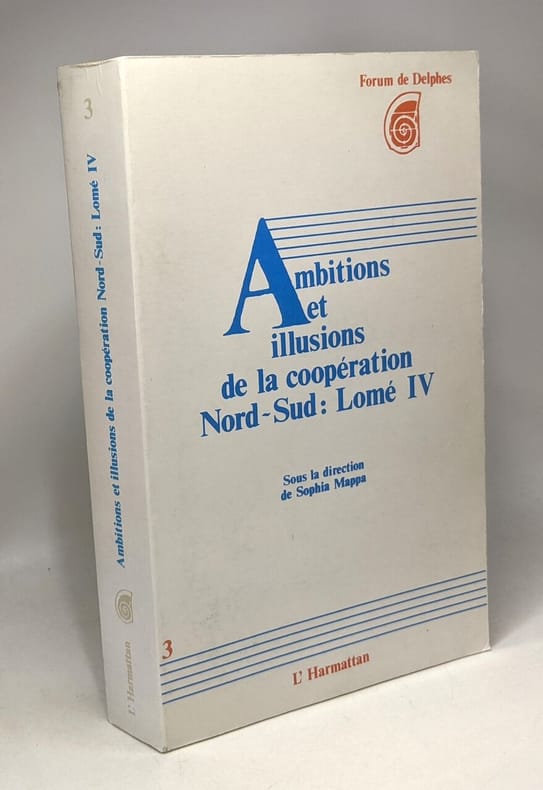 Forum de Delphes
Ambitions
et
illusions
de la coopération
Nord-Sud: Lomé IV
Sous la direction
de Sophia Mappa
3
L' Harmattan
3
Ambitions et illusions de la coopération Nord-Sud: Lomé IV
L' Harmattan